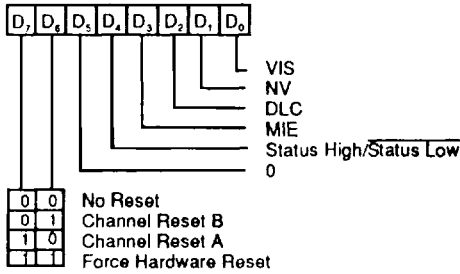 D7 D6 D5 D4 D3 D2 D1 D0
VIS
NV
DLC
MIE
Status High/Status Low
0
0 0 No Reset
0 1 Channel Reset B
1 0 Channel Reset A
1 1 Force Hardware Reset